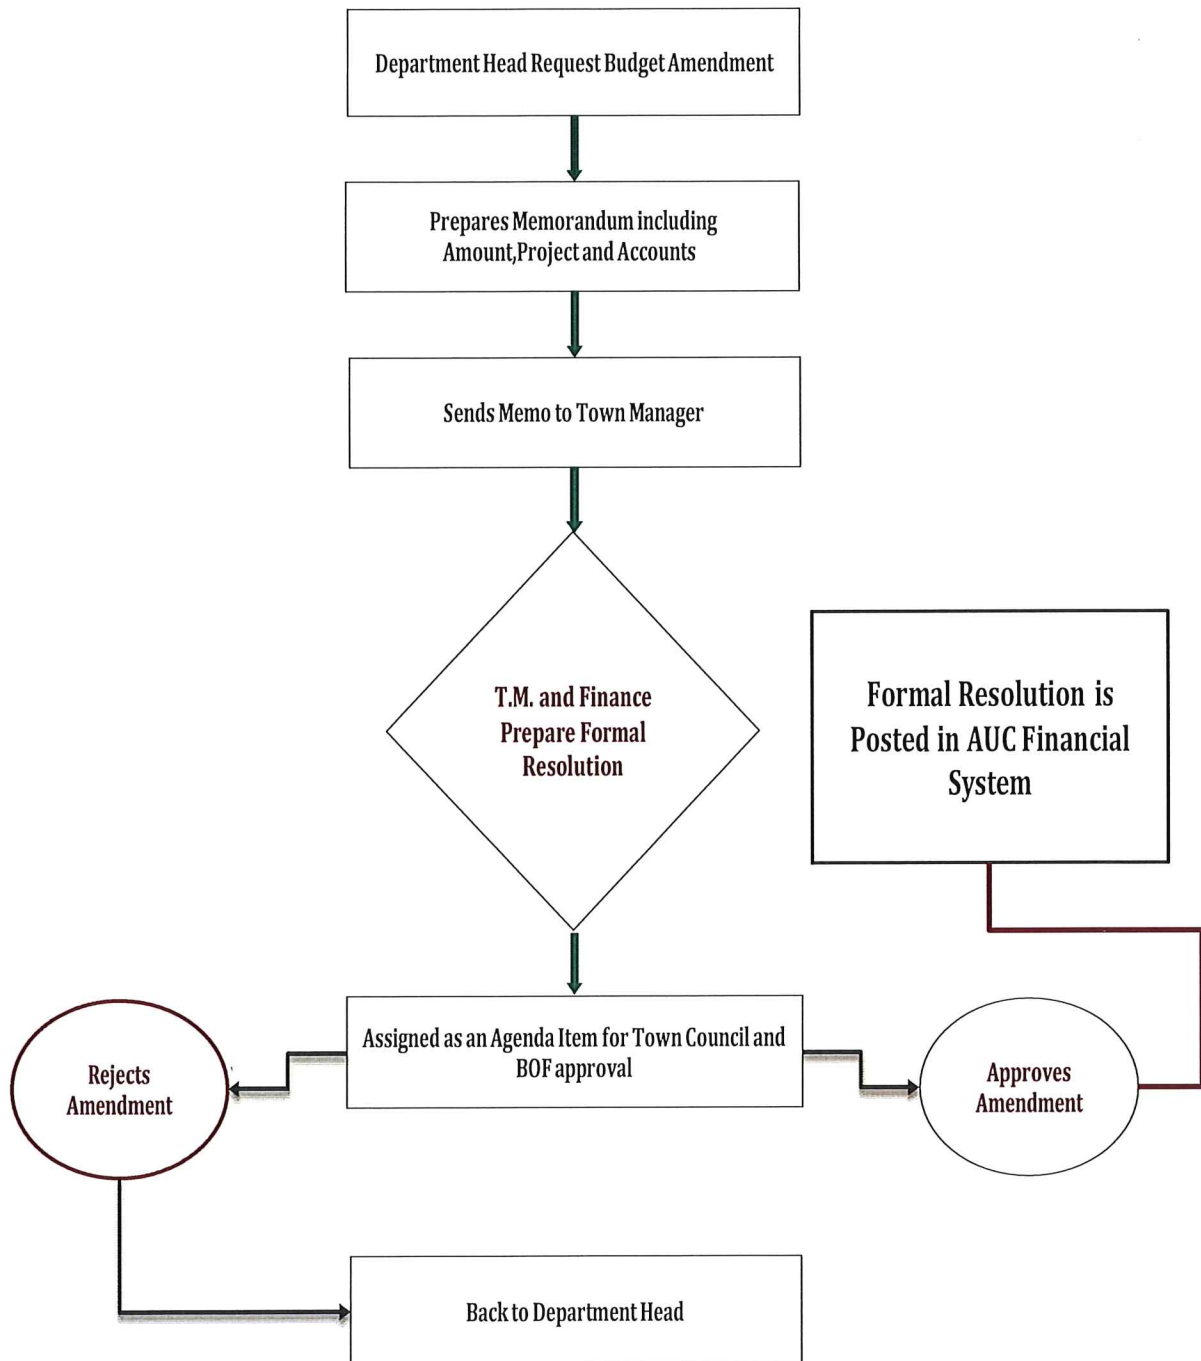 Department Head Request Budget Amendment
Prepares Memorandum including
Amount,Project and Accounts
Sends Memo to Town Manager
T.M. and Finance
Prepare Formal
Resolution
Formal Resolution is
Posted in AUC Financial
System
Assigned as an Agenda Item for Town Council and
BOF approval
Rejects
Amendment
Approves
Amendment
Back to Department Head